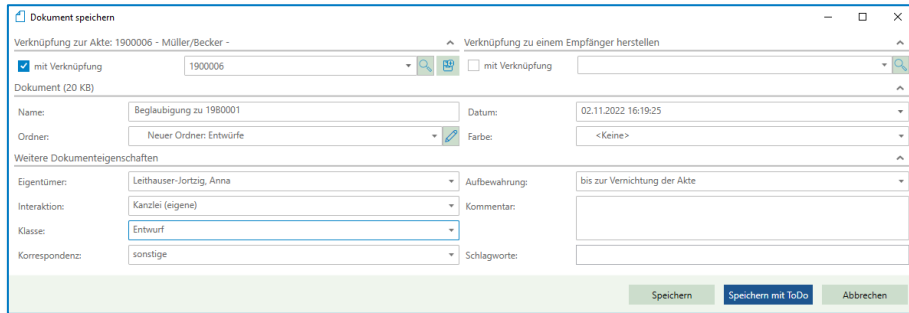 Dokument speichern
Verknüpfung zur Akte: 1900006 - Müller/Becker -
Verknüpfung zu einem Empfänger herstellen
mit Verknüpfung 1900006
mit Verknüpfung
Dokument (20 KB)
Name: Beglaubigung zu 1980001
Datum: 02.11.2022 16:19:25
Ordner: Neuer Ordner: Entwürfe
Farbe: <Keine>
Weitere Dokumenteigenschaften
Eigentümer: Leithauser-Jortzig, Anna
Aufbewahrung: bis zur Vernichtung der Akte
Interaktion: Kanzlei (eigene)
Kommentar:
Klasse: Entwurf
Korrespondenz: sonstige
Schlagworte:
Speichern Speichern mit ToDo Abbrechen